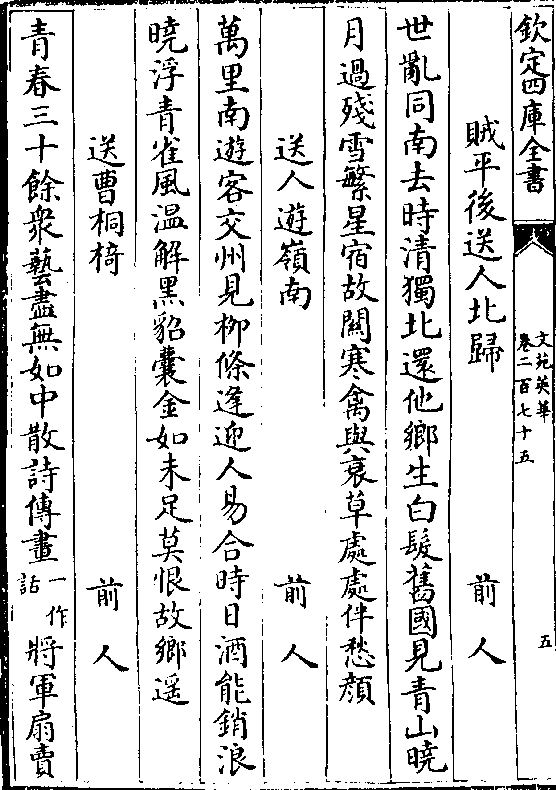 欽定四庫全書
文苑英華
卷二百七十五
五
賊平後送人北歸 前人
世亂同南去時清獨北還他鄉生白髮舊國見青山曉
月過殘雪繁星宿故關寒禽與衰草處處伴愁顔
送人遊嶺南 前人
萬里南遊客交州見柳條逢迎人易合時日酒能銷浪
曉浮青雀風温解黑貂囊金如未足莫恨故鄉遥
送曹桐椅 前人
青春三十餘衆藝盡無如中散詩傳畫一作話將軍扇賣